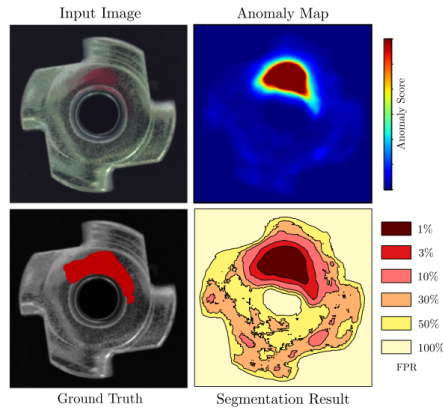 Input Image
Anomaly Map
Anomaly Score
1%
3%
10%
30%
50%
100%
FPR
Ground Truth
Segmentation Result